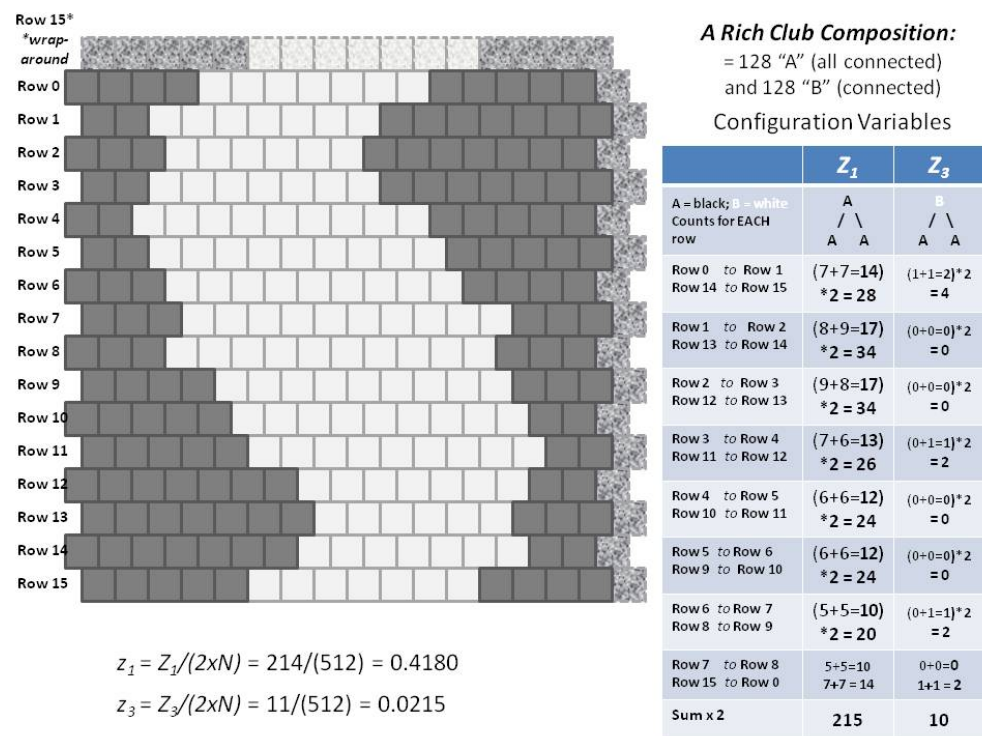 Row 15*
*wrap-
around
Row 0
Row 1
Row 2
Row 3
Row 4
Row 5
Row 6
Row 7
Row 8
Row 9
Row 10
Row 11
Row 12
Row 13
Row 14
Row 15
z₁ = Z₁/(2xN) = 214/(512) = 0.4180
z₃ = Z₃/(2xN) = 11/(512) = 0.0215
A Rich Club Composition:
= 128 “A” (all connected)
and 128 “B” (connected)
Configuration Variables
Z₁ Z₃
A = black; B = white
Counts for EACH
row
A B
/ \ / \
A A A A
Row 0 to Row 1 (7+7=14) (1+1=2)*2
Row 14 to Row 15 *2 = 28 = 4
Row 1 to Row 2 (8+9=17) (0+0=0)*2
Row 13 to Row 14 *2 = 34 = 0
Row 2 to Row 3 (9+8=17) (0+0=0)*2
Row 12 to Row 13 *2 = 34 = 0
Row 3 to Row 4 (7+6=13) (0+1=1)*2
Row 11 to Row 12 *2 = 26 = 2
Row 4 to Row 5 (6+6=12) (0+0=0)*2
Row 10 to Row 11 *2 = 24 = 0
Row 5 to Row 6 (6+6=12) (0+0=0)*2
Row 9 to Row 10 *2 = 24 = 0
Row 6 to Row 7 (5+5=10) (0+1=1)*2
Row 8 to Row 9 *2 = 20 = 2
Row 7 to Row 8 5+5=10 0+0=0
Row 15 to Row 0 7+7 = 14 1+1 = 2
Sum x 2 215 10